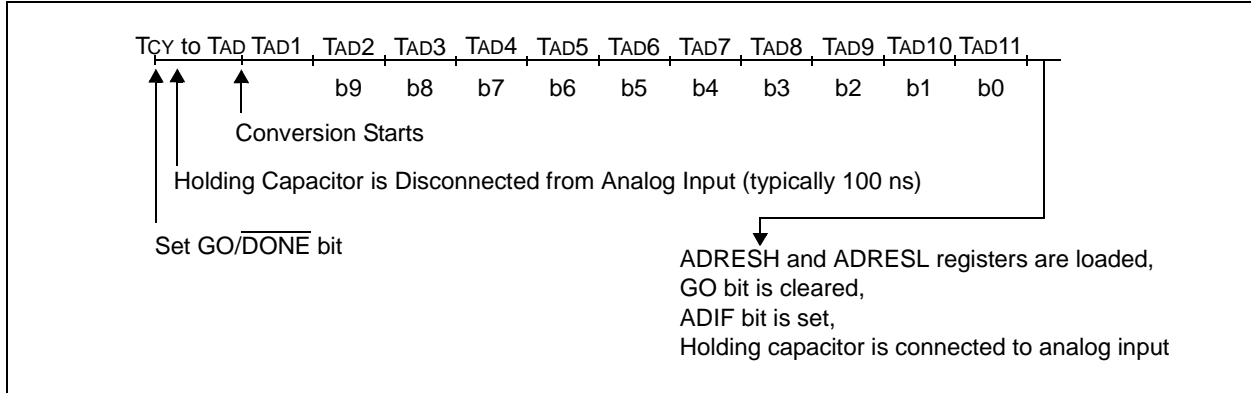 TCY to TAD TAD1 TAD2 TAD3 TAD4 TAD5 TAD6 TAD7 TAD8 TAD9 TAD10 TAD11
b9 b8 b7 b6 b5 b4 b3 b2 b1 b0
Conversion Starts
Holding Capacitor is Disconnected from Analog Input (typically 100 ns)
Set GO/DONE bit
ADRESH and ADRESL registers are loaded,
GO bit is cleared,
ADIF bit is set,
Holding capacitor is connected to analog input